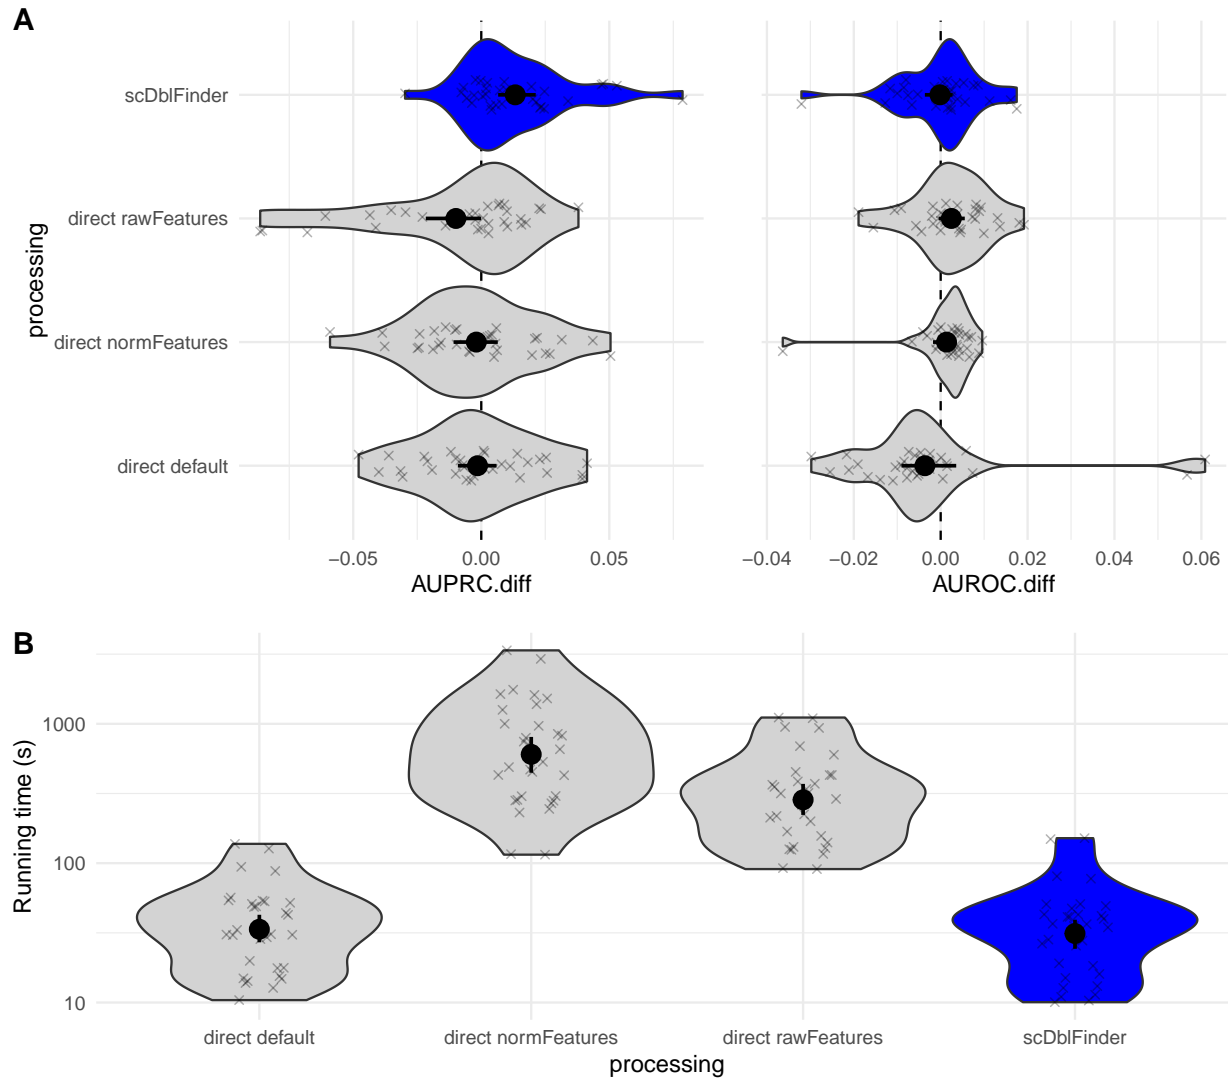 A
processing
scDblFinder
direct rawFeatures
direct normFeatures
direct default
−0.05 0.00 0.05
AUPRC.diff
−0.04 −0.02 0.00 0.02 0.04 0.06
AUROC.diff
B
Running time (s)
1000
100
10
direct default direct normFeatures direct rawFeatures scDblFinder
processing